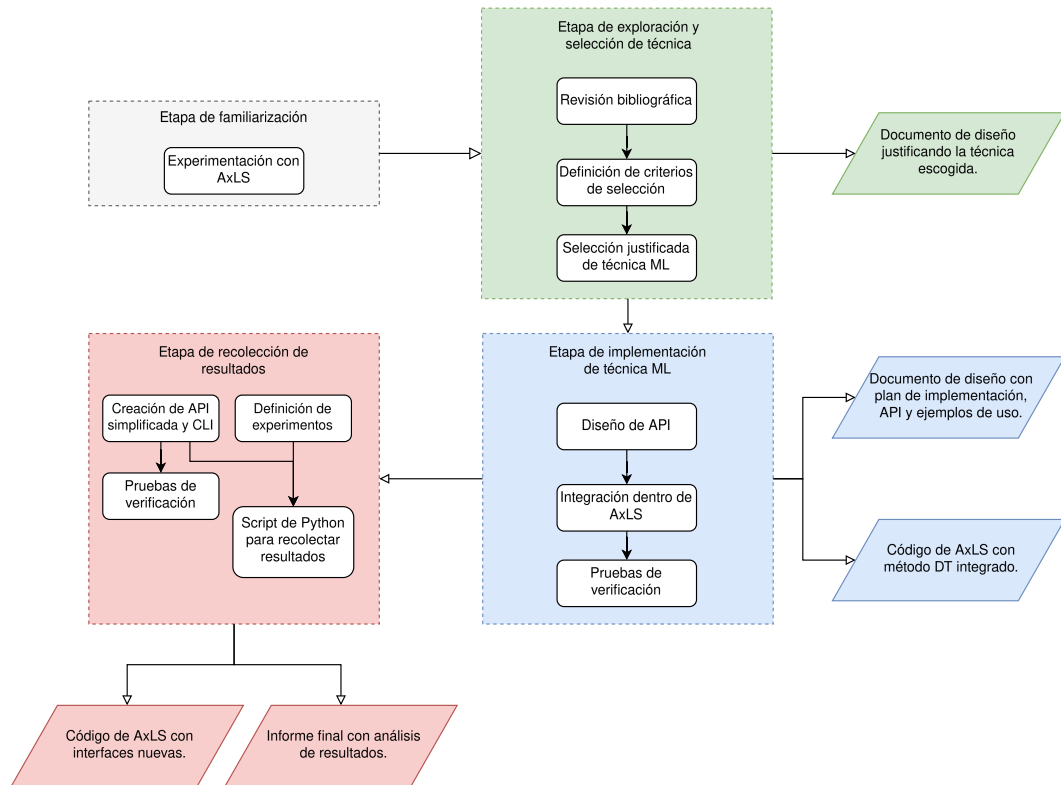 Etapa de familiarización
Experimentación con
AxLS
Etapa de exploración y
selección de técnica
Revisión bibliográfica
Definición de criterios
de selección
Selección justificada
de técnica ML
Documento de diseño
justificando la técnica
escogida.
Etapa de implementación
de técnica ML
Diseño de API
Integración dentro de
AxLS
Pruebas de
verificación
Documento de diseño con
plan de implementación,
API y ejemplos de uso.
Código de AxLS con
método DT integrado.
Etapa de recolección de
resultados
Creación de API
simplificada y CLI
Definición de
experimentos
Pruebas de
verificación
Script de Python
para recolectar
resultados
Código de AxLS con
interfaces nuevas.
Informe final con análisis
de resultados.